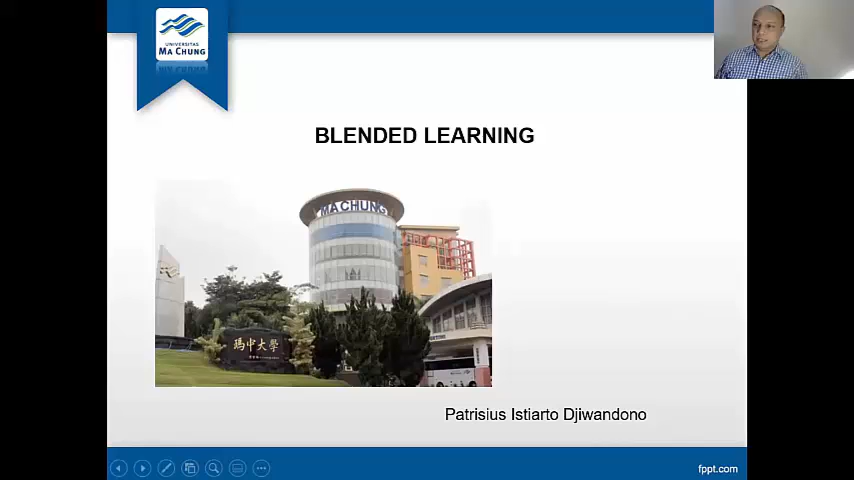 UNIVERSITAS
MA CHUNG
BLENDED LEARNING
MA CHUNG
瑪中大學
Patrisius Istiarto Djiwandono
fppt.com